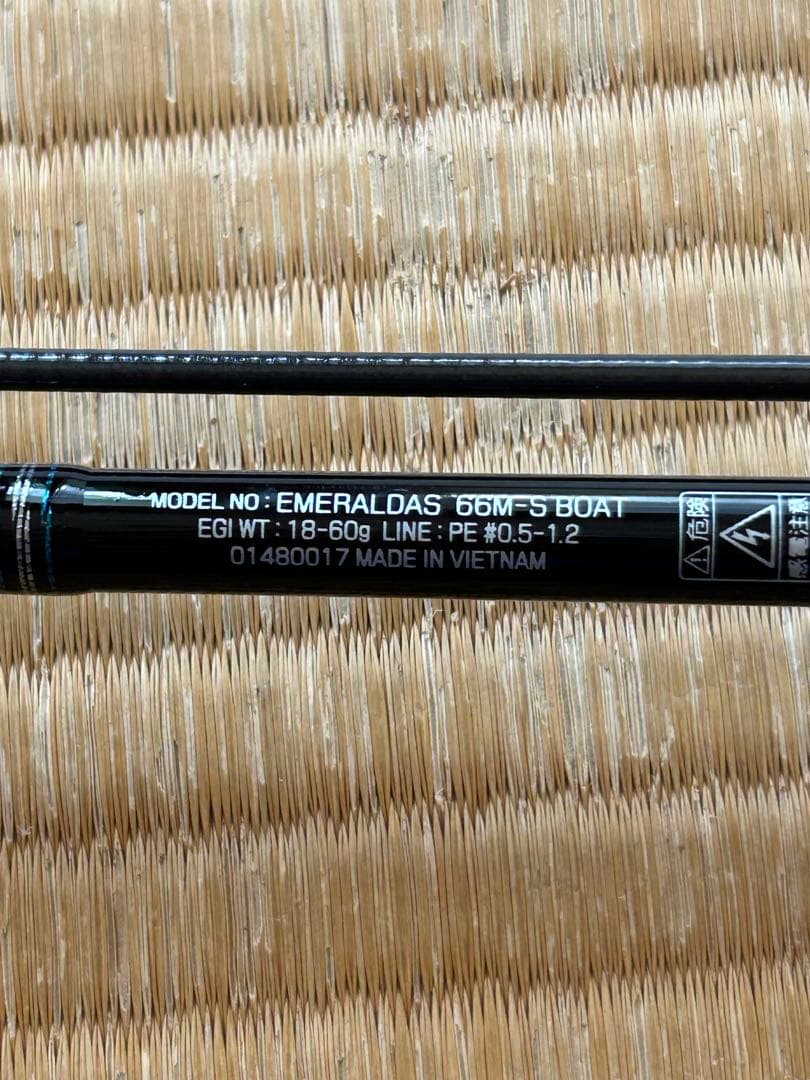 MODEL NO : EMERALDAS 66M-S BOAT
EGI WT : 18-60g LINE : PE #0.5-1.2
01480017 MADE IN VIETNAM
危険
感電注意